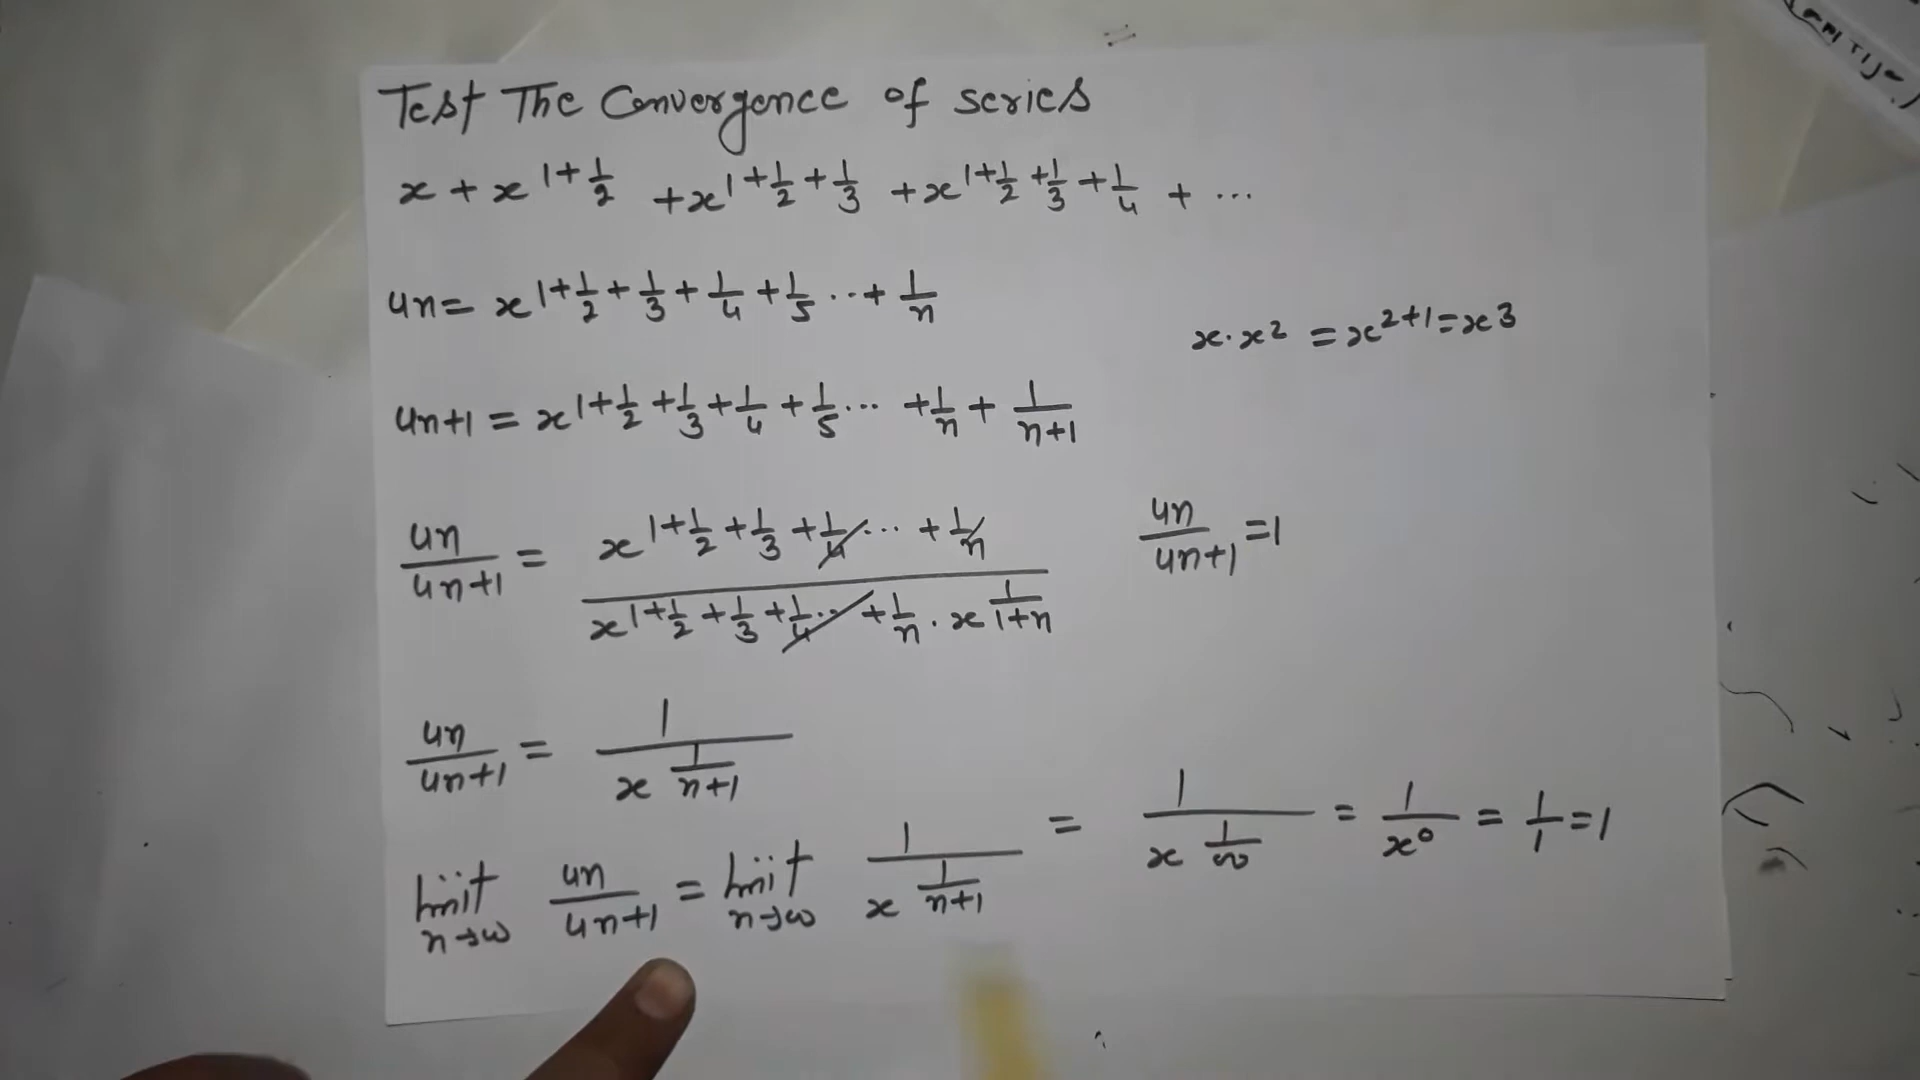 Test The Convergence of series
x + x^{1+1/2} + x^{1+1/2+1/3} + x^{1+1/2+1/3+1/4} + ...
un = x^{1+1/2+1/3+1/4+1/5...+1/n}
x·x^2 = x^{2+1} = x^3
un+1 = x^{1+1/2+1/3+1/4+1/5...+1/n+1/(n+1)}
un/un+1 = x^{1+1/2+1/3+1/4...+1/n} / x^{1+1/2+1/3+1/4...+1/n} . x^{1/(1+n)}
un/un+1 = 1
un/un+1 = 1 / x^{1/(n+1)}
limit n→∞ un/un+1 = limit n→∞ 1 / x^{1/(n+1)} = 1 / x^{1/∞} = 1/x^0 = 1/1 = 1